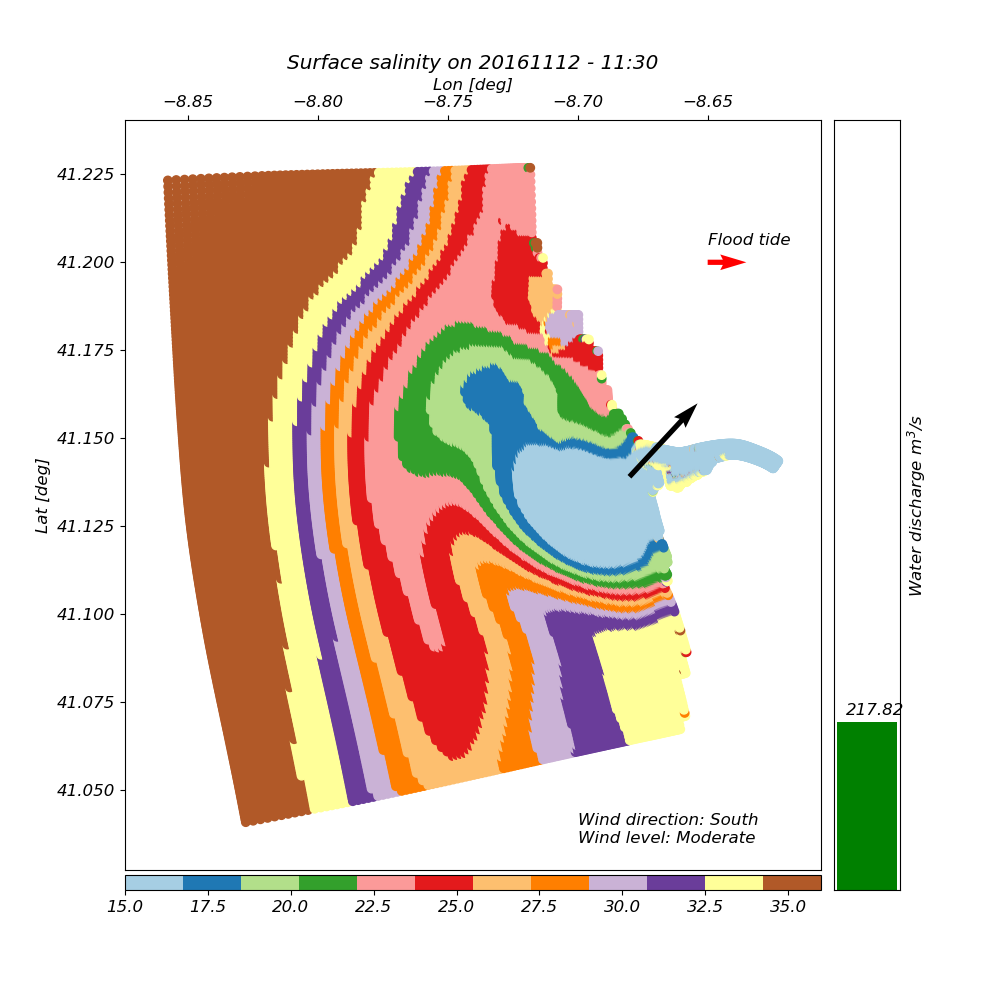 Surface salinity on 20161112 - 11:30
Lon [deg]
−8.85 −8.80 −8.75 −8.70 −8.65
41.225
41.200
41.175
41.150
41.125
41.100
41.075
41.050
Lat [deg]
Flood tide
Wind direction: South
Wind level: Moderate
15.0 17.5 20.0 22.5 25.0 27.5 30.0 32.5 35.0
217.82
Water discharge m³/s